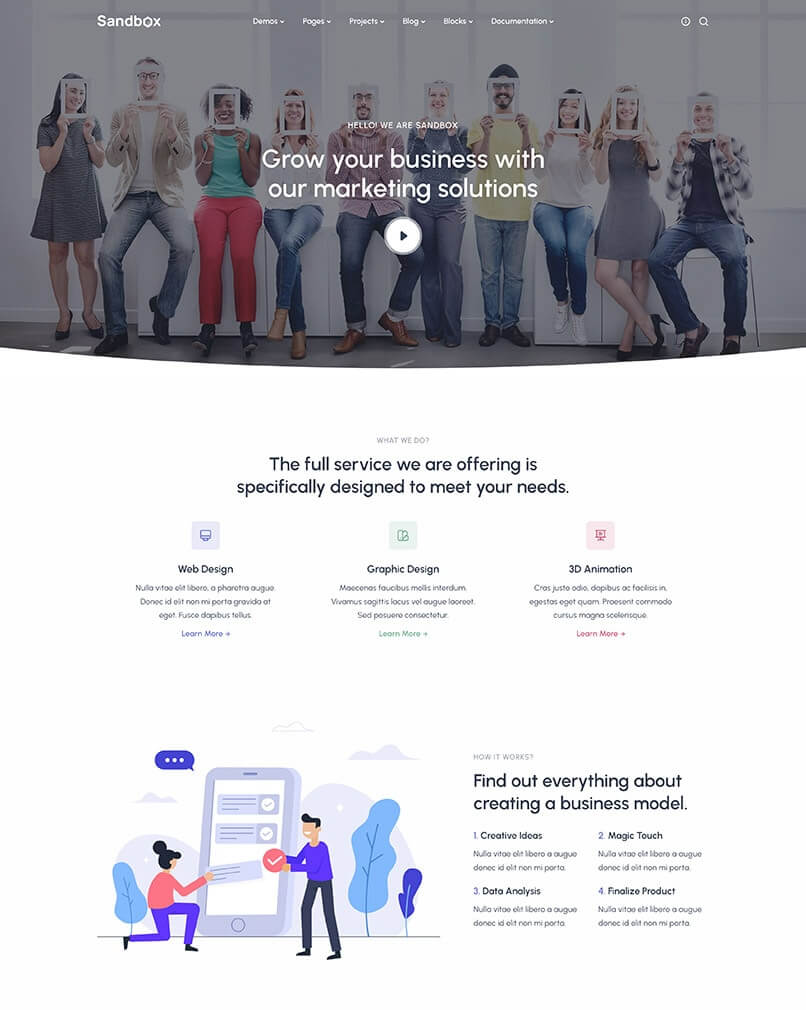 Sandbox
Demos Pages Projects Blog Blocks Documentation
HELLO! WE ARE SANDBOX
Grow your business with
our marketing solutions
WHAT WE DO?
The full service we are offering is
specifically designed to meet your needs.
Web Design
Nulla vitae elit libero, a pharetra augue.
Donec id elit non mi porta gravida at
eget. Fusce dapibus tellus.
Learn More →
Graphic Design
Maecenas faucibus mollis interdum.
Vivamus sagittis lacus vel augue laoreet.
Sed posuere consectetur.
Learn More →
3D Animation
Cras justo odio, dapibus ac facilisis in,
egestas eget quam. Praesent commodo
cursus magna scelerisque.
Learn More →
HOW IT WORKS?
Find out everything about
creating a business model.
1. Creative Ideas
Nulla vitae elit libero a augue
donec id elit non mi porta.
2. Magic Touch
Nulla vitae elit libero a augue
donec id elit non mi porta.
3. Data Analysis
Nulla vitae elit libero a augue
donec id elit non mi porta.
4. Finalize Product
Nulla vitae elit libero a augue
donec id elit non mi porta.